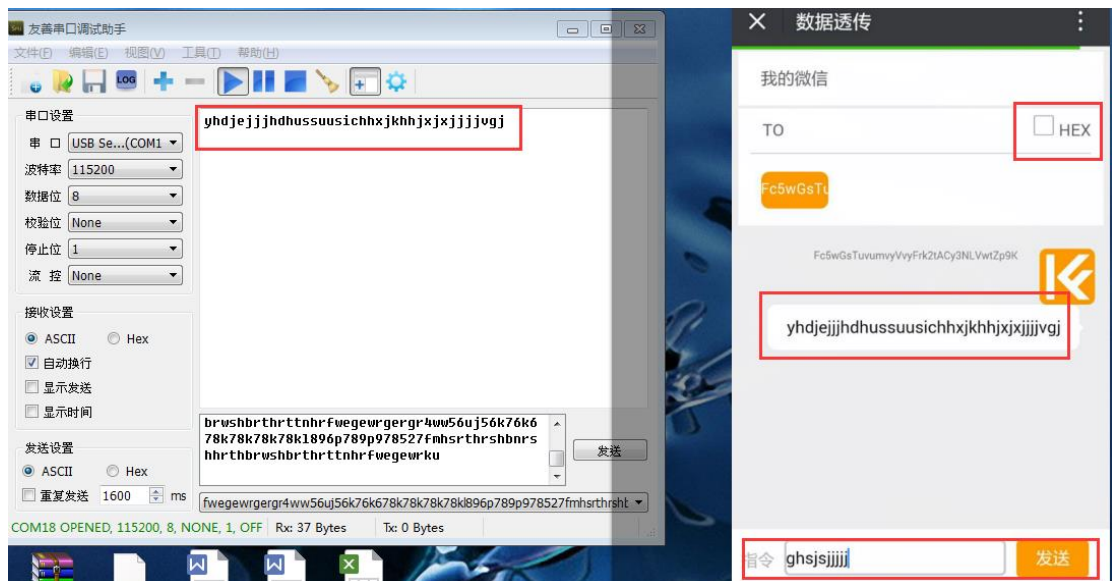 友善串口调试助手
文件(F) 编辑(E) 视图(V) 工具(T) 帮助(H)
LOG
串口设置
串 口 USB Se...(COM1
波特率 115200
数据位 8
校验位 None
停止位 1
流 控 None
接收设置
ASCII Hex
自动换行
显示发送
显示时间
发送设置
ASCII Hex
重复发送 1600 ms
yhdjejjjhdhussuusichhxjkhhjxjxjjjjvgj
brwshbrthrttnhrfwegewrgergr4ww56uj56k76k6
78k78k78k78kl896p789p978527fmhsrthrshbnrs
hhrthbrwshbrthrttnhrfwegewrku
发送
fwegewrgergr4ww56uj56k76k678k78k78k78kl896p789p978527fmhsrthrshb
COM18 OPENED, 115200, 8, NONE, 1, OFF Rx: 37 Bytes Tx: 0 Bytes
数据透传
我的微信
TO HEX
Fc5wGsTu
Fc5wGsTuvumvyVvyFrk2tACy3NLVwtZp9K
yhdjejjjhdhussuusichhxjkhhjxjxjjjjvgj
指令 ghsjsjjjjj 发送